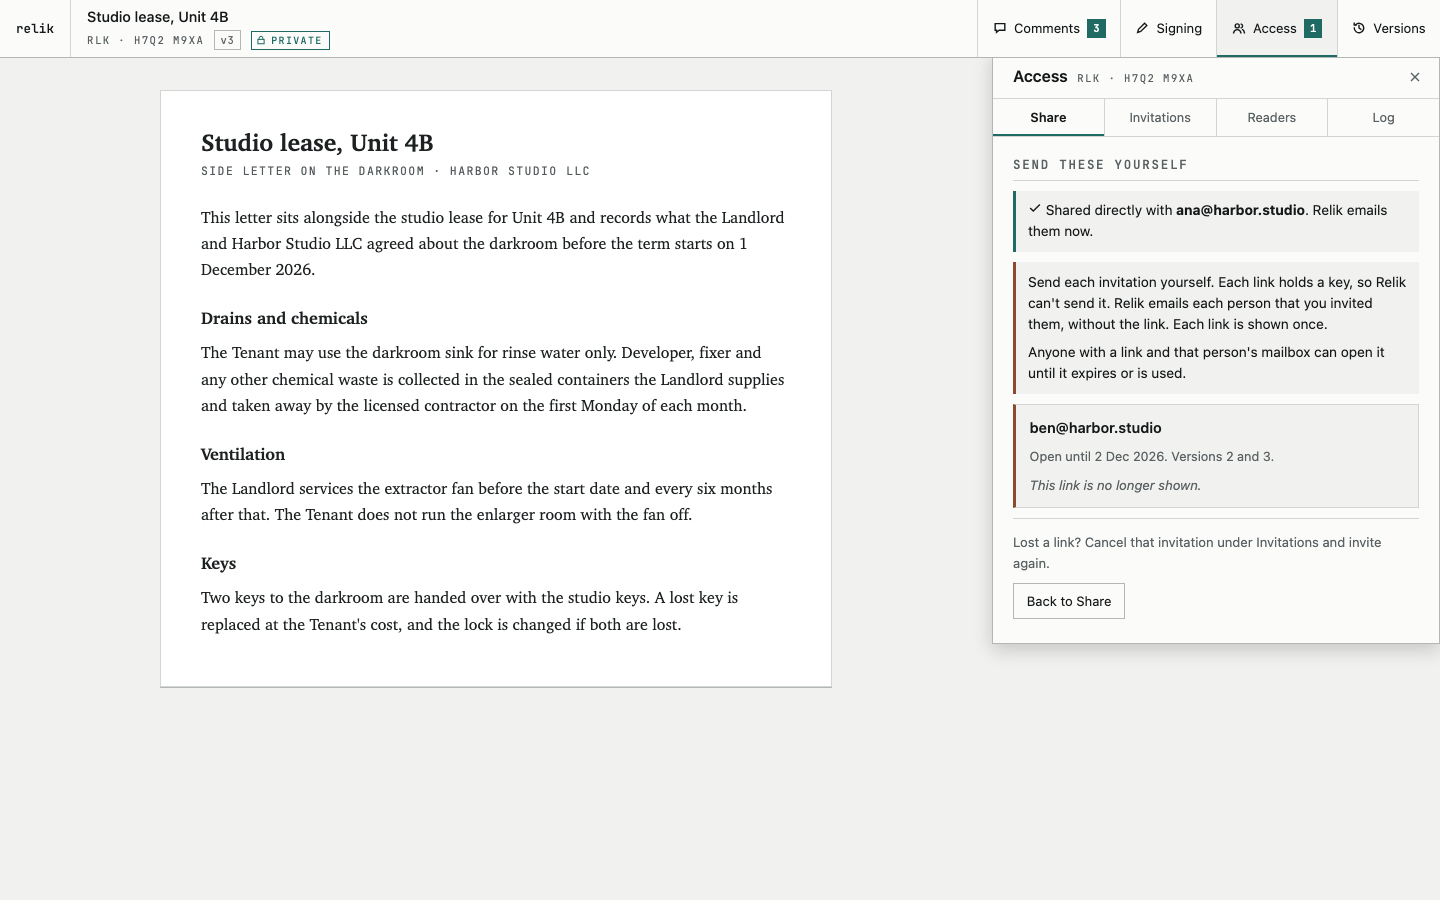 relik
Studio lease, Unit 4B
RLK · H7Q2 M9XA v3 PRIVATE
Comments 3
Signing
Access 1
Versions
Studio lease, Unit 4B
SIDE LETTER ON THE DARKROOM · HARBOR STUDIO LLC
This letter sits alongside the studio lease for Unit 4B and records what the Landlord
and Harbor Studio LLC agreed about the darkroom before the term starts on 1
December 2026.
Drains and chemicals
The Tenant may use the darkroom sink for rinse water only. Developer, fixer and
any other chemical waste is collected in the sealed containers the Landlord supplies
and taken away by the licensed contractor on the first Monday of each month.
Ventilation
The Landlord services the extractor fan before the start date and every six months
after that. The Tenant does not run the enlarger room with the fan off.
Keys
Two keys to the darkroom are handed over with the studio keys. A lost key is
replaced at the Tenant's cost, and the lock is changed if both are lost.
Access RLK · H7Q2 M9XA
Share
Invitations
Readers
Log
SEND THESE YOURSELF
Shared directly with ana@harbor.studio. Relik emails
them now.
Send each invitation yourself. Each link holds a key, so Relik
can't send it. Relik emails each person that you invited
them, without the link. Each link is shown once.
Anyone with a link and that person's mailbox can open it
until it expires or is used.
ben@harbor.studio
Open until 2 Dec 2026. Versions 2 and 3.
This link is no longer shown.
Lost a link? Cancel that invitation under Invitations and invite
again.
Back to Share